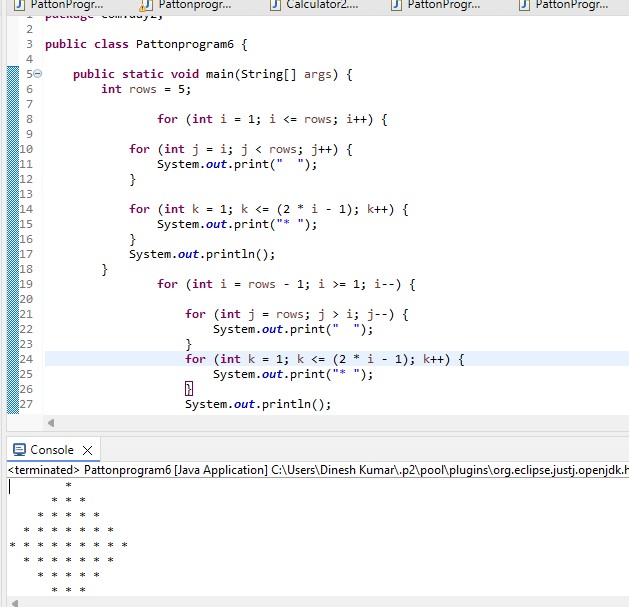 PattonProgr... Pattonprogr... Calculator2.... PattonProgr... PattonProgr...
2
3 public class Pattonprogram6 {
4
5 public static void main(String[] args) {
6 int rows = 5;
7
8 for (int i = 1; i <= rows; i++) {
9
10 for (int j = i; j < rows; j++) {
11 System.out.print("  ");
12 }
13
14 for (int k = 1; k <= (2 * i - 1); k++) {
15 System.out.print("* ");
16 }
17 System.out.println();
18 }
19 for (int i = rows - 1; i >= 1; i--) {
20
21 for (int j = rows; j > i; j--) {
22 System.out.print("  ");
23 }
24 for (int k = 1; k <= (2 * i - 1); k++) {
25 System.out.print("* ");
26 }
27 System.out.println();
Console
<terminated> Pattonprogram6 [Java Application] C:\Users\Dinesh Kumar\.p2\pool\plugins\org.eclipse.justj.openjdk.h
*
* * *
* * * * *
* * * * * * *
* * * * * * * * *
* * * * * * *
* * * * *
* * *